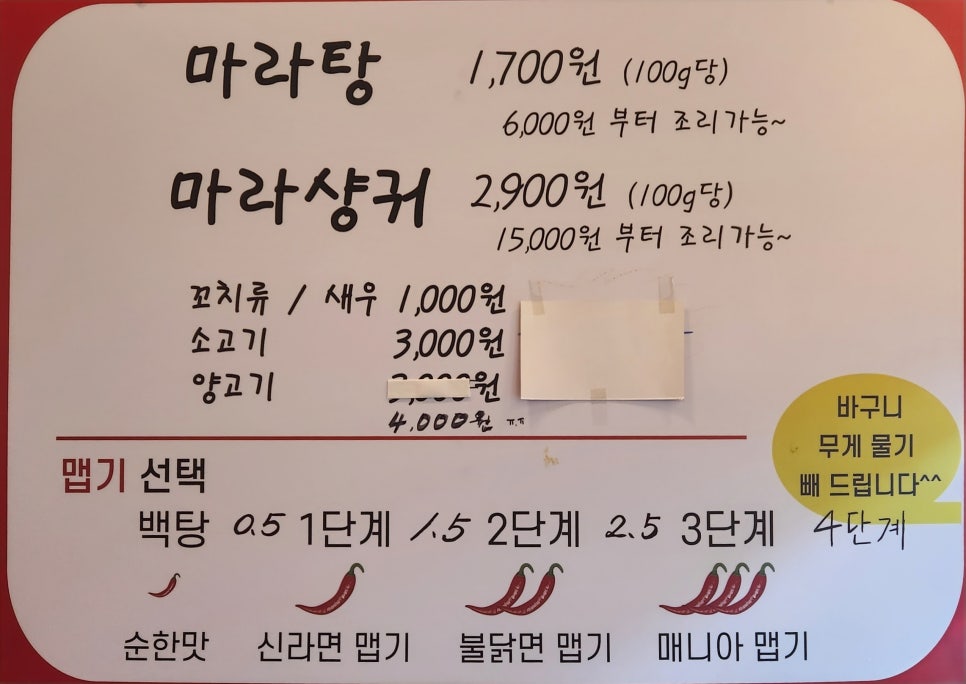 마라탕 1,700원 (100g당)
6,000원 부터 조리가능~
마라샹궈 2,900원 (100g당)
15,000원 부터 조리가능~
꼬치류 / 새우 1,000원
소고기 3,000원
양고기 원
4.000원 ㅠㅠ
바구니
무게 물기
빼 드립니다^^
맵기 선택
백탕 0.5 1단계 1.5 2단계 2.5 3단계 4단계
순한맛 신라면 맵기 불닭면 맵기 매니아 맵기